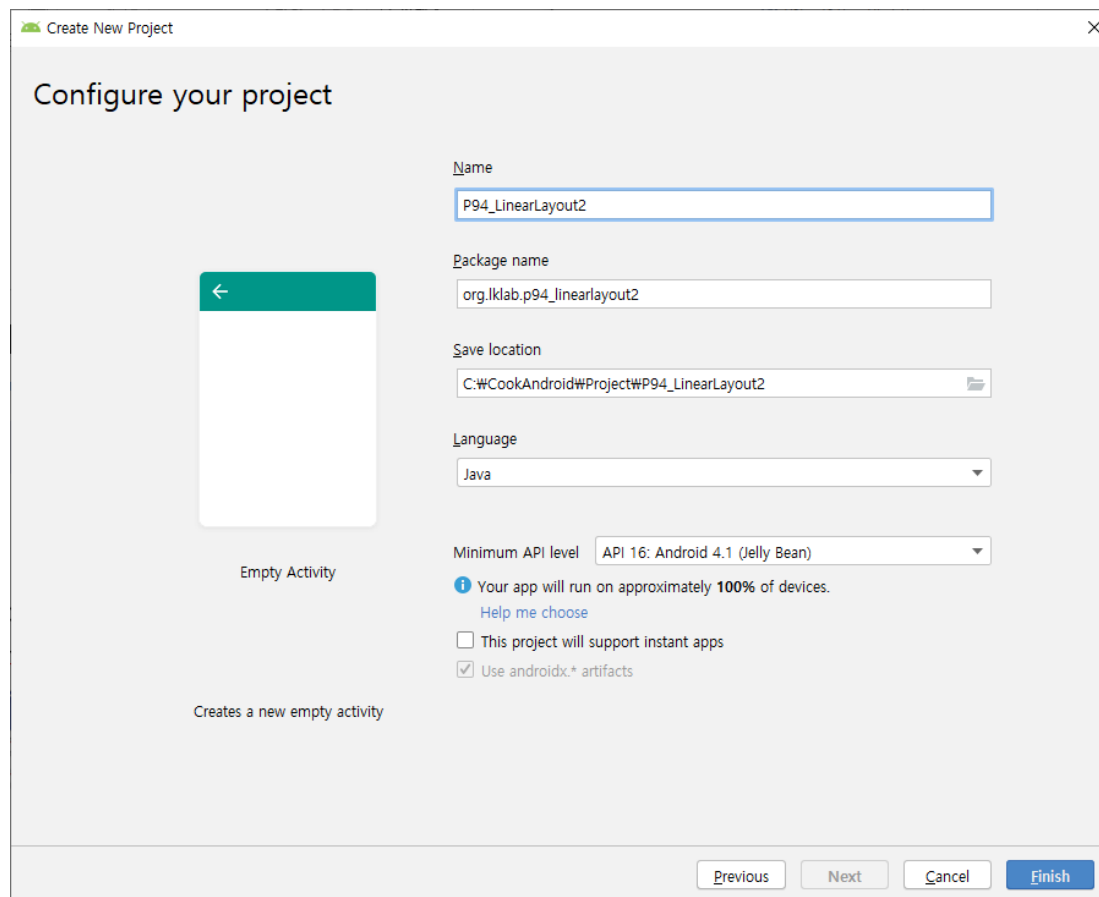 Create New Project
Configure your project
Name
P94_LinearLayout2
Package name
org.lklab.p94_linearlayout2
Save location
C:₩CookAndroid₩Project₩P94_LinearLayout2
Language
Java
Minimum API level API 16: Android 4.1 (Jelly Bean)
Empty Activity
Your app will run on approximately 100% of devices.
Help me choose
This project will support instant apps
Use androidx.* artifacts
Creates a new empty activity
Previous Next Cancel Finish